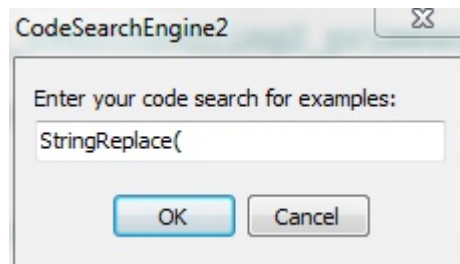 CodeSearchEngine2
Enter your code search for examples:
StringReplace(
OK
Cancel